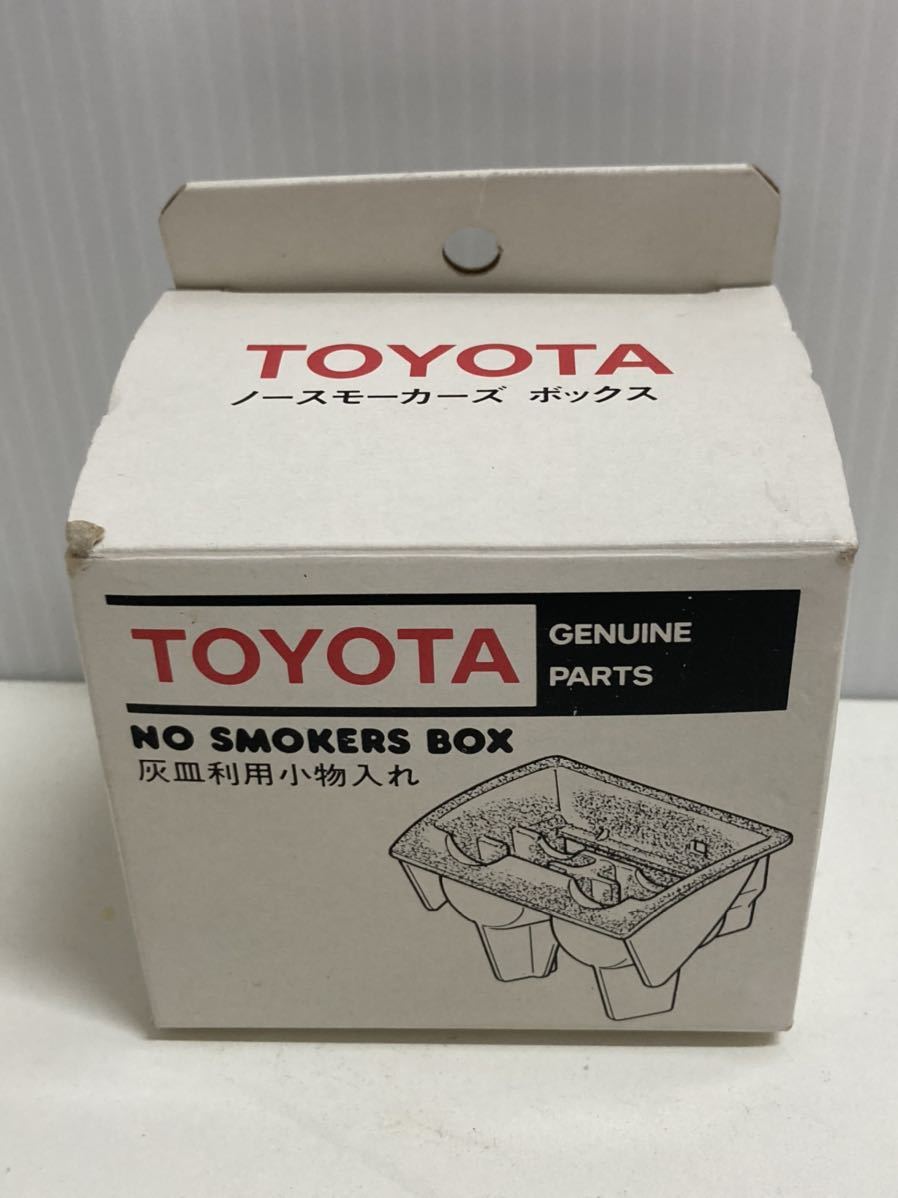 TOYOTA
ノースモーカーズ ボックス
TOYOTA
GENUINE
PARTS
NO SMOKERS BOX
灰皿利用小物入れ